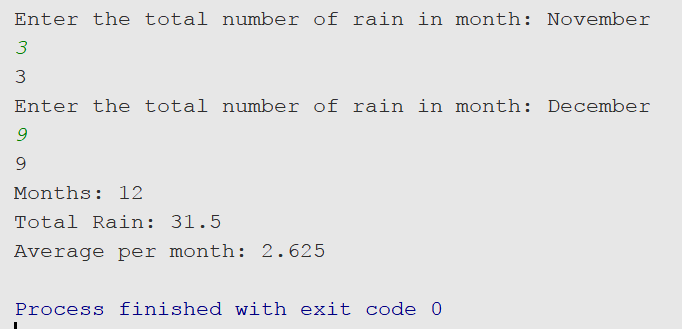 Enter the total number of rain in month: November
3
3
Enter the total number of rain in month: December
9
9
Months: 12
Total Rain: 31.5
Average per month: 2.625
Process finished with exit code 0